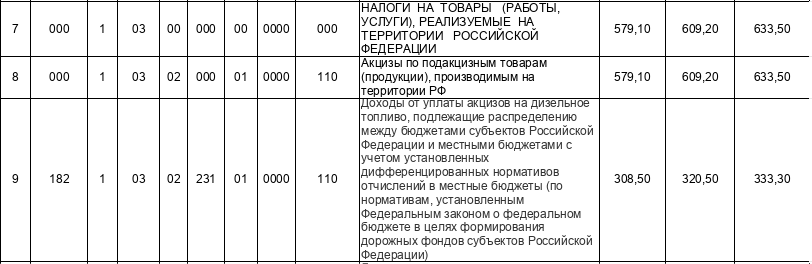 НАЛОГИ НА ТОВАРЫ (РАБОТЫ,
УСЛУГИ), РЕАЛИЗУЕМЫЕ НА
ТЕРРИТОРИИ РОССИЙСКОЙ
ФЕДЕРАЦИИ
7 000 1 03 00 000 00 0000 000 579,10 609,20 633,50
Акцизы по подакцизным товарам
(продукции), производимым на
территории РФ
8 000 1 03 02 000 01 0000 110 579,10 609,20 633,50
Доходы от уплаты акцизов на дизельное
топливо, подлежащие распределению
между бюджетами субъектов Российской
Федерации и местными бюджетами с
учетом установленных
дифференцированных нормативов
отчислений в местные бюджеты (по
нормативам, установленным
Федеральным законом о федеральном
бюджете в целях формирования
дорожных фондов субъектов Российской
Федерации)
9 182 1 03 02 231 01 0000 110 308,50 320,50 333,30